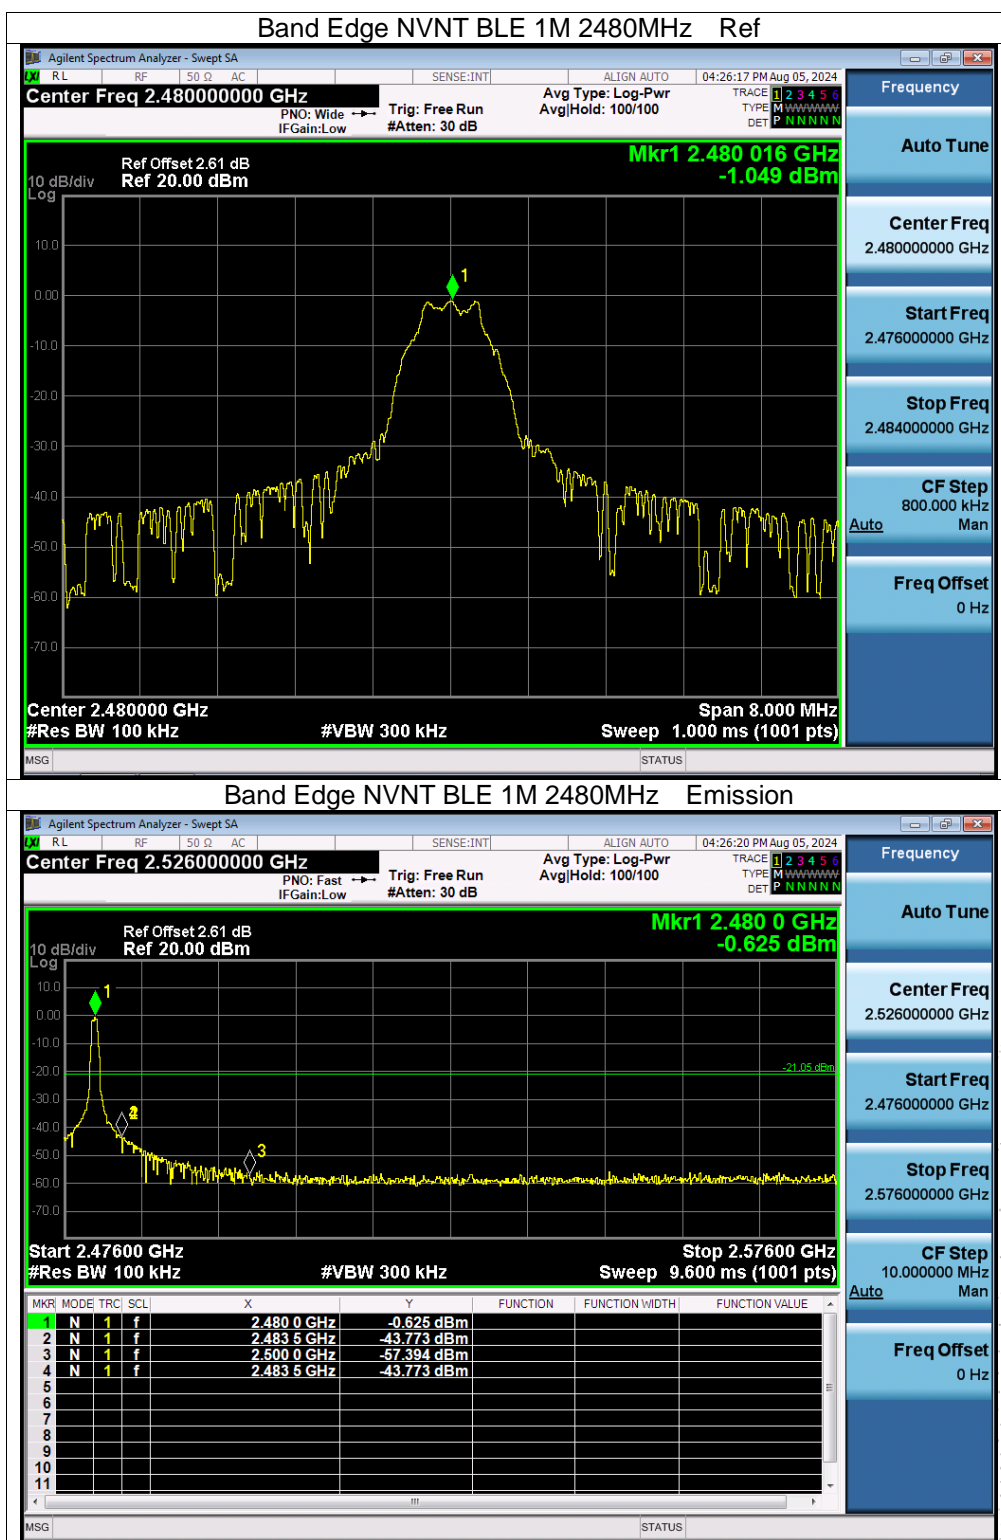 Band Edge NVNT BLE 1M 2480MHz Ref
Agilent Spectrum Analyzer - Swept SA
LXI RL RF 50 Ω AC SENSE:INT ALIGN AUTO 04:26:17 PM Aug 05, 2024
Center Freq 2.480000000 GHz
PNO: Wide
IFGain:Low
Trig: Free Run
#Atten: 30 dB
Avg Type: Log-Pwr
Avg|Hold: 100/100
TRACE 1 2 3 4 5 6
TYPE M WWWWW
DET P N N N N N
Frequency
Auto Tune
Center Freq
2.480000000 GHz
Start Freq
2.476000000 GHz
Stop Freq
2.484000000 GHz
CF Step
800.000 kHz
Auto Man
Freq Offset
0 Hz
Mkr1 2.480 016 GHz
-1.049 dBm
Ref Offset 2.61 dB
10 dB/div Ref 20.00 dBm
Log
10.0
0.00
-10.0
-20.0
-30.0
-40.0
-50.0
-60.0
-70.0
1
Center 2.480000 GHz Span 8.000 MHz
#Res BW 100 kHz #VBW 300 kHz Sweep 1.000 ms (1001 pts)
MSG STATUS
Band Edge NVNT BLE 1M 2480MHz Emission
Agilent Spectrum Analyzer - Swept SA
LXI RL RF 50 Ω AC SENSE:INT ALIGN AUTO 04:26:20 PM Aug 05, 2024
Center Freq 2.526000000 GHz
PNO: Fast
IFGain:Low
Trig: Free Run
#Atten: 30 dB
Avg Type: Log-Pwr
Avg|Hold: 100/100
TRACE 1 2 3 4 5 6
TYPE M WWWWW
DET P N N N N N
Frequency
Auto Tune
Center Freq
2.526000000 GHz
Start Freq
2.476000000 GHz
Stop Freq
2.576000000 GHz
CF Step
10.000000 MHz
Auto Man
Freq Offset
0 Hz
Mkr1 2.480 0 GHz
-0.625 dBm
Ref Offset 2.61 dB
10 dB/div Ref 20.00 dBm
Log
10.0
0.00
-10.0
-20.0
-30.0
-40.0
-50.0
-60.0
-70.0
1
3
-21.05 dBm
Start 2.47600 GHz Stop 2.57600 GHz
#Res BW 100 kHz #VBW 300 kHz Sweep 9.600 ms (1001 pts)
MKR MODE TRC SCL X Y FUNCTION FUNCTION WIDTH FUNCTION VALUE
1 N 1 f 2.480 0 GHz -0.625 dBm
2 N 1 f 2.483 5 GHz -43.773 dBm
3 N 1 f 2.500 0 GHz -57.394 dBm
4 N 1 f 2.483 5 GHz -43.773 dBm
5
6
7
8
9
10
11
MSG STATUS